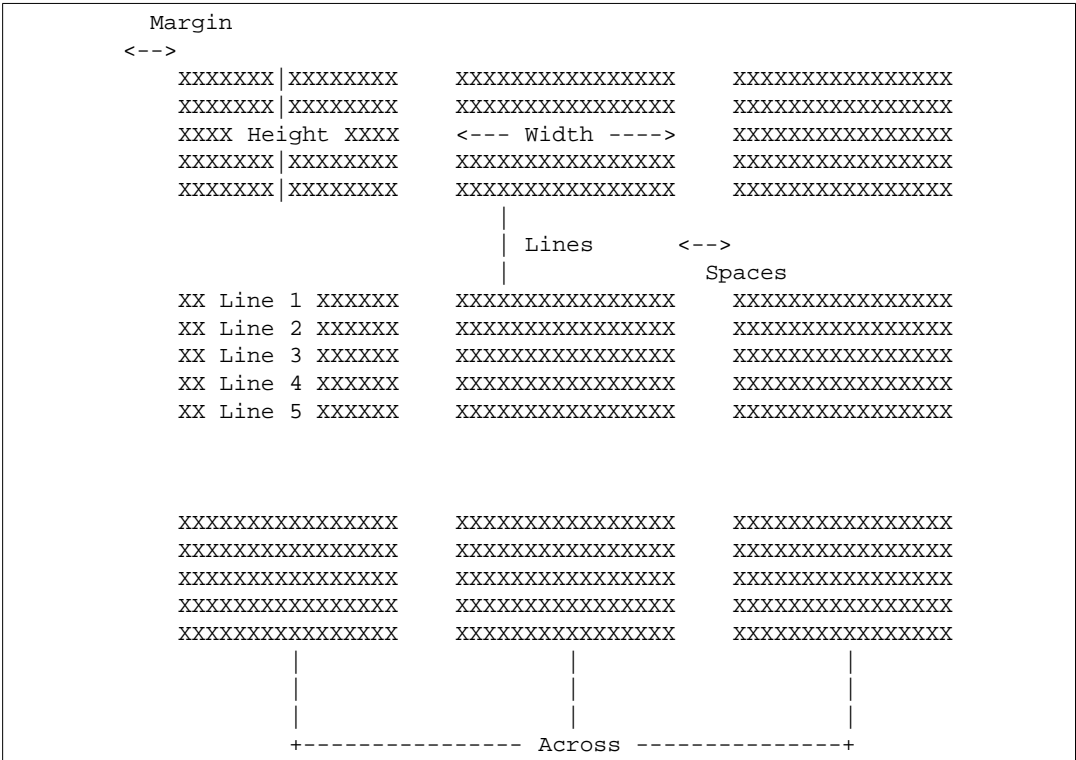 Margin
<-->
XXXXXXX|XXXXXXXX XXXXXXXXXXXXXXXX XXXXXXXXXXXXXXXX
XXXXXXX|XXXXXXXX XXXXXXXXXXXXXXXX XXXXXXXXXXXXXXXX
XXXX Height XXXX <--- Width ----> XXXXXXXXXXXXXXXX
XXXXXXX|XXXXXXXX XXXXXXXXXXXXXXXX XXXXXXXXXXXXXXXX
XXXXXXX|XXXXXXXX XXXXXXXXXXXXXXXX XXXXXXXXXXXXXXXX
|
| Lines <-->
| Spaces
XX Line 1 XXXXXX XXXXXXXXXXXXXXXX XXXXXXXXXXXXXXXX
XX Line 2 XXXXXX XXXXXXXXXXXXXXXX XXXXXXXXXXXXXXXX
XX Line 3 XXXXXX XXXXXXXXXXXXXXXX XXXXXXXXXXXXXXXX
XX Line 4 XXXXXX XXXXXXXXXXXXXXXX XXXXXXXXXXXXXXXX
XX Line 5 XXXXXX XXXXXXXXXXXXXXXX XXXXXXXXXXXXXXXX
XXXXXXXXXXXXXXXX XXXXXXXXXXXXXXXX XXXXXXXXXXXXXXXX
XXXXXXXXXXXXXXXX XXXXXXXXXXXXXXXX XXXXXXXXXXXXXXXX
XXXXXXXXXXXXXXXX XXXXXXXXXXXXXXXX XXXXXXXXXXXXXXXX
XXXXXXXXXXXXXXXX XXXXXXXXXXXXXXXX XXXXXXXXXXXXXXXX
XXXXXXXXXXXXXXXX XXXXXXXXXXXXXXXX XXXXXXXXXXXXXXXX
| | |
| | |
| | |
+---------------- Across ---------------+